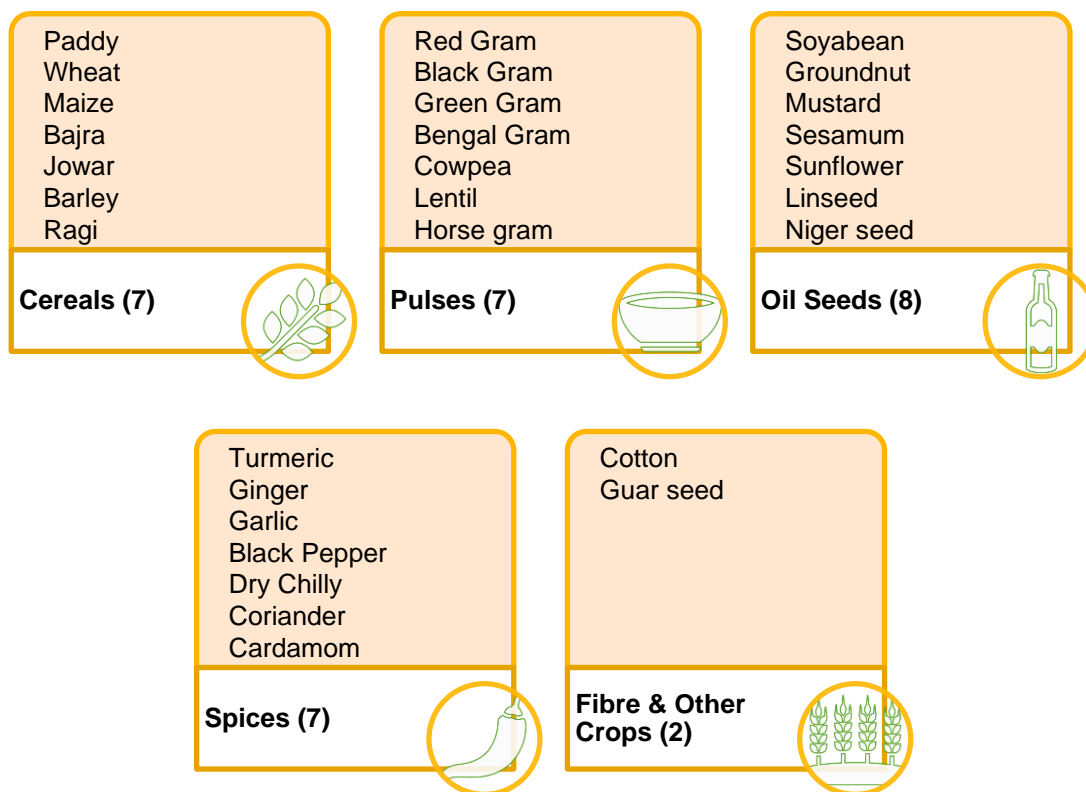 Paddy
Wheat
Maize
Bajra
Jowar
Barley
Ragi
Cereals (7)
Red Gram
Black Gram
Green Gram
Bengal Gram
Cowpea
Lentil
Horse gram
Pulses (7)
Soyabean
Groundnut
Mustard
Sesamum
Sunflower
Linseed
Niger seed
Oil Seeds (8)
Turmeric
Ginger
Garlic
Black Pepper
Dry Chilly
Coriander
Cardamom
Spices (7)
Cotton
Guar seed
Fibre & Other
Crops (2)